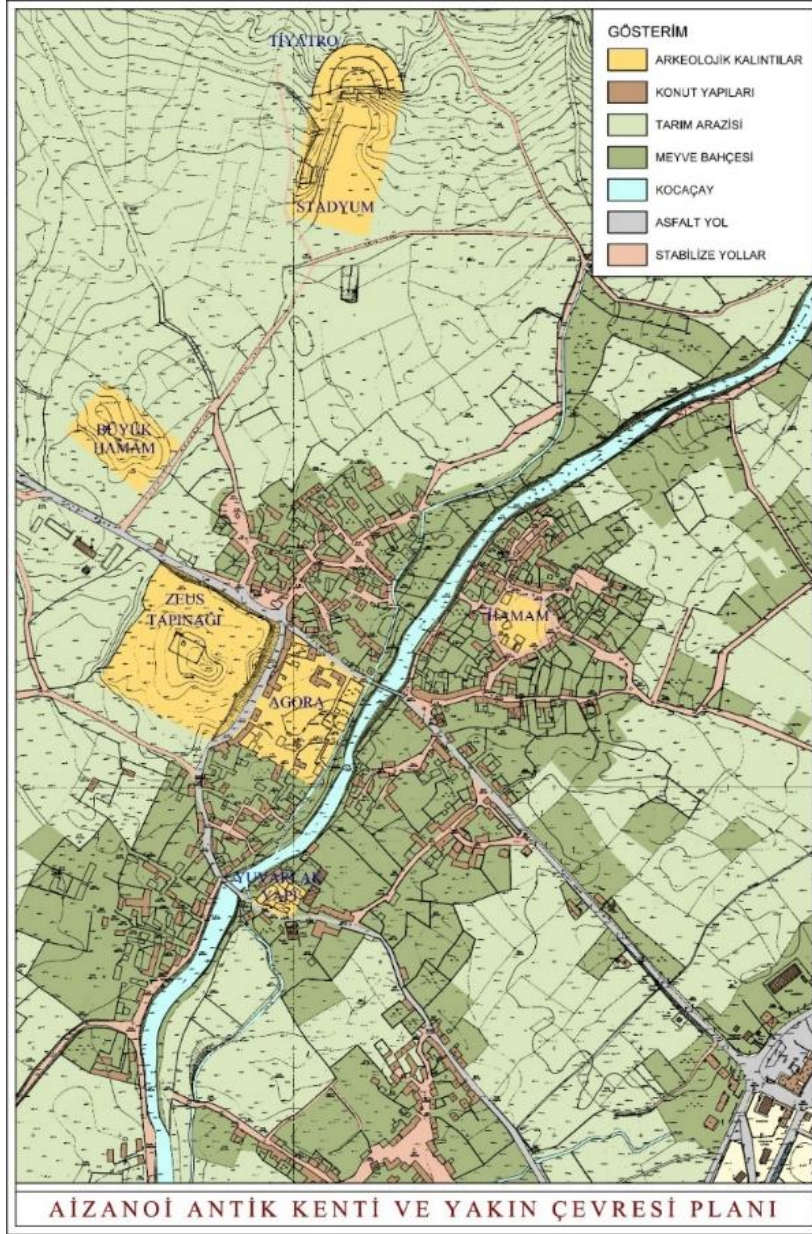 TİYATRO
STADYUM
GÖSTERİM
ARKEOLOJİK KALINTILAR
KONUT YAPILARI
TARIM ARAZİSİ
MEYVE BAHÇESİ
KOCAÇAY
ASFALT YOL
STABİLİZE YOLLAR
BÜYÜK
HAMAM
ZEUS
TAPINAĞI
HAMAM
AGORA
YUVARLAK
YAPI
AİZANOİ ANTİK KENTİ VE YAKIN ÇEVRESİ PLANI